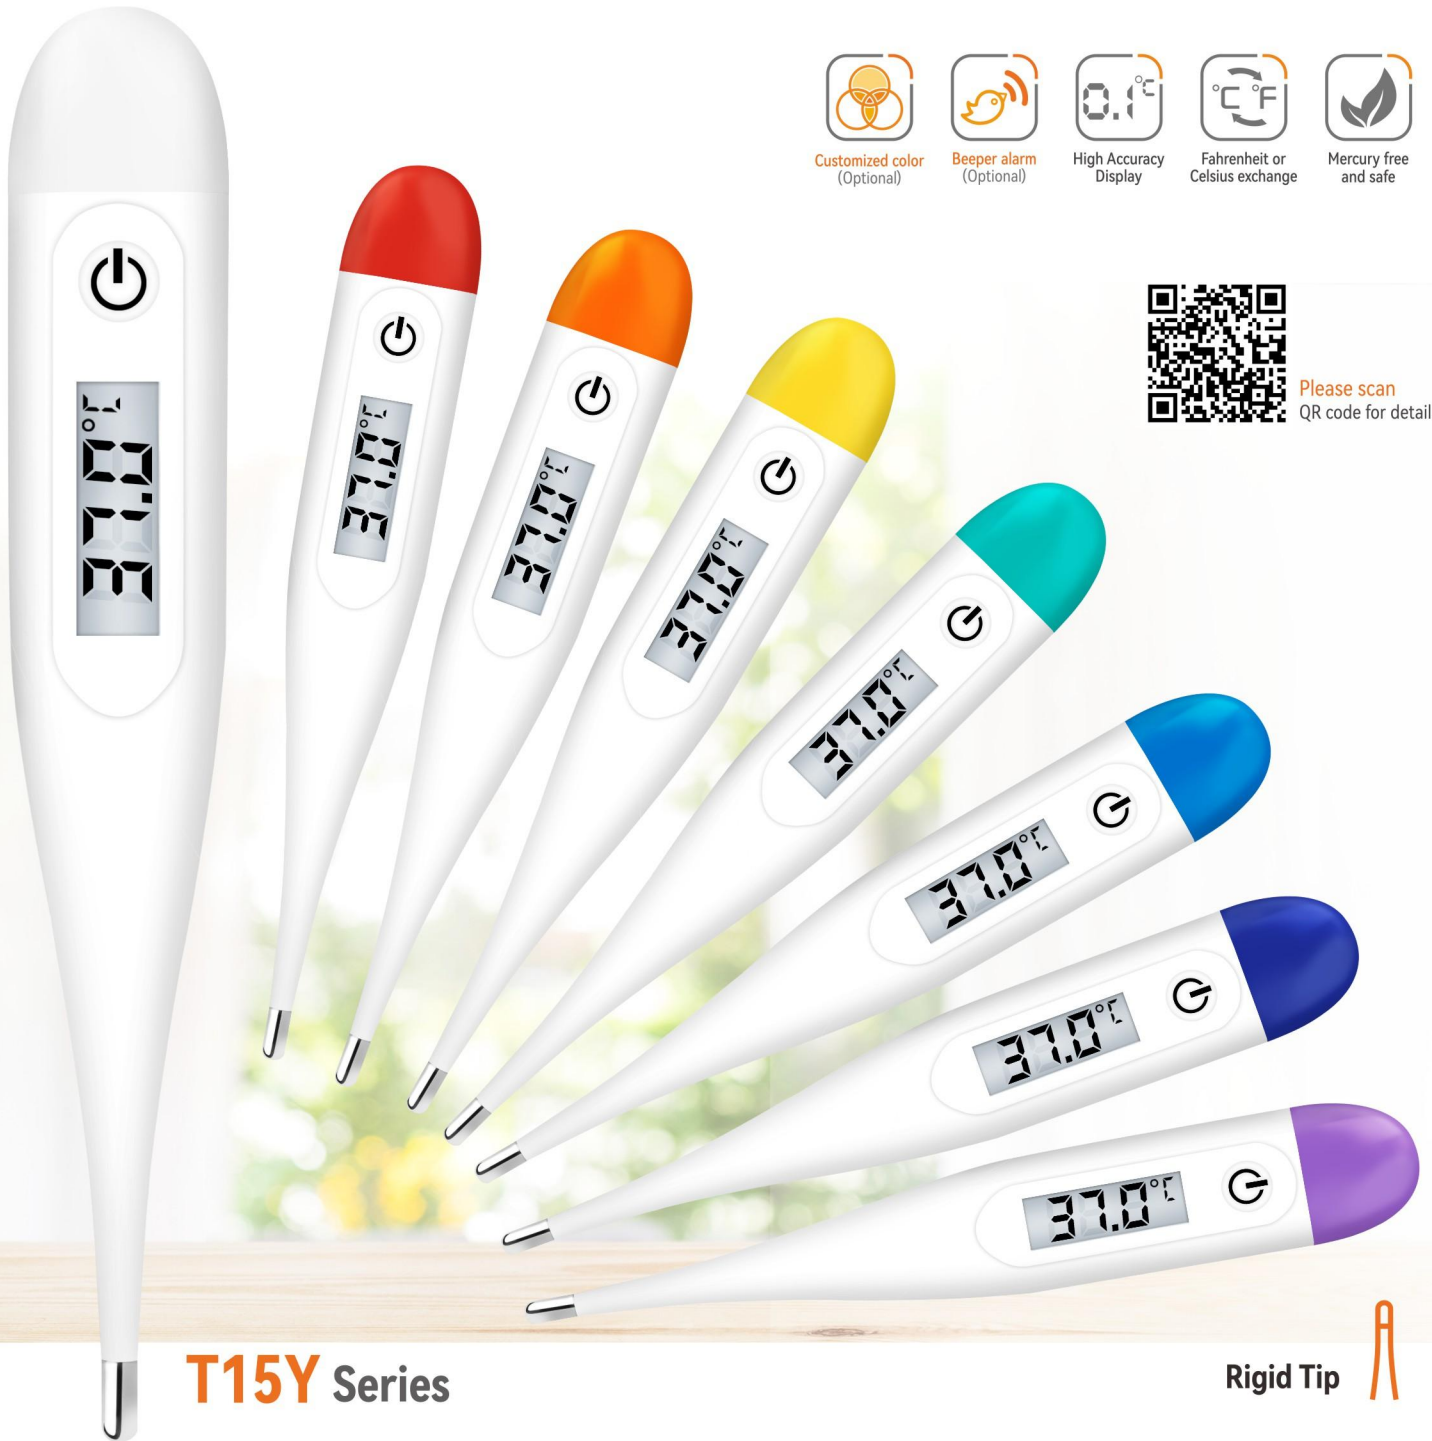 0.1°C
°C °F
Customized color
(Optional)
Beeper alarm
(Optional)
High Accuracy
Display
Fahrenheit or
Celsius exchange
Mercury free
and safe
Please scan
QR code for detail
37.0°C
37.0°C
37.0°C
37.0°C
37.0°C
37.0°C
37.0°C
37.0°C
T15Y Series
Rigid Tip